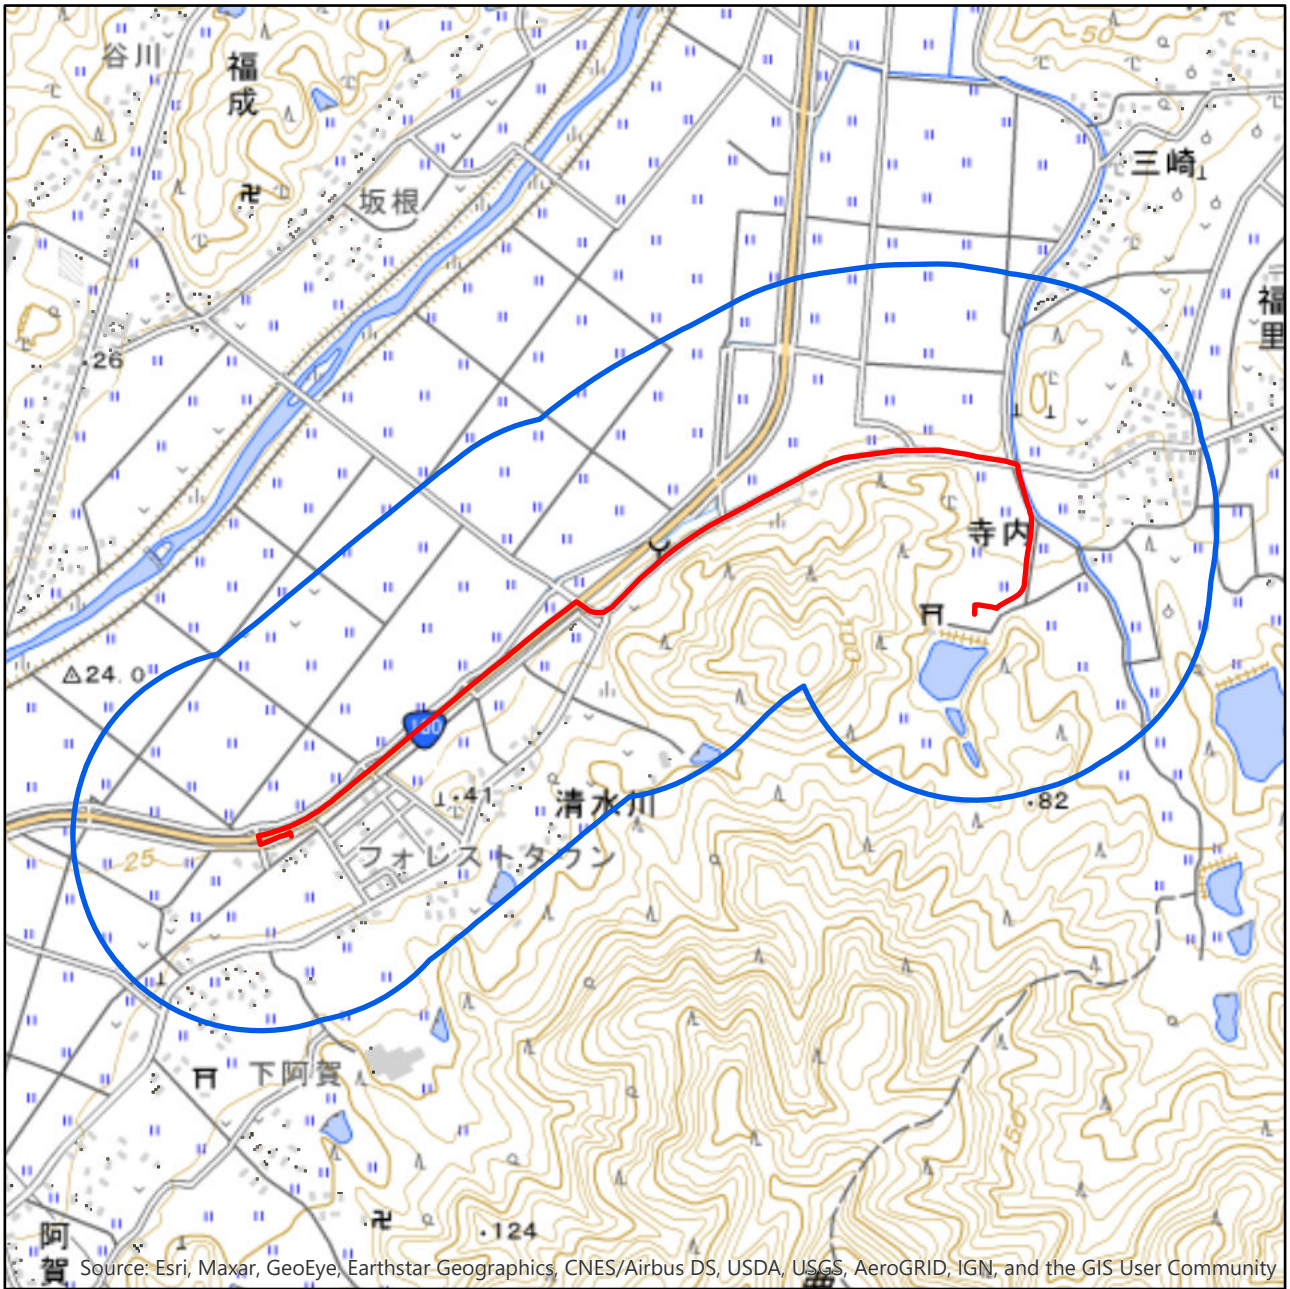 谷川
福成
50
三崎
坂根
福里
26
寺内
24.0
180
41
清水川
82
25
フォレストタウン
下阿賀
150
124
阿賀
Source: Esri, Maxar, GeoEye, Earthstar Geographics, CNES/Airbus DS, USDA, USGS, AeroGRID, IGN, and the GIS User Community